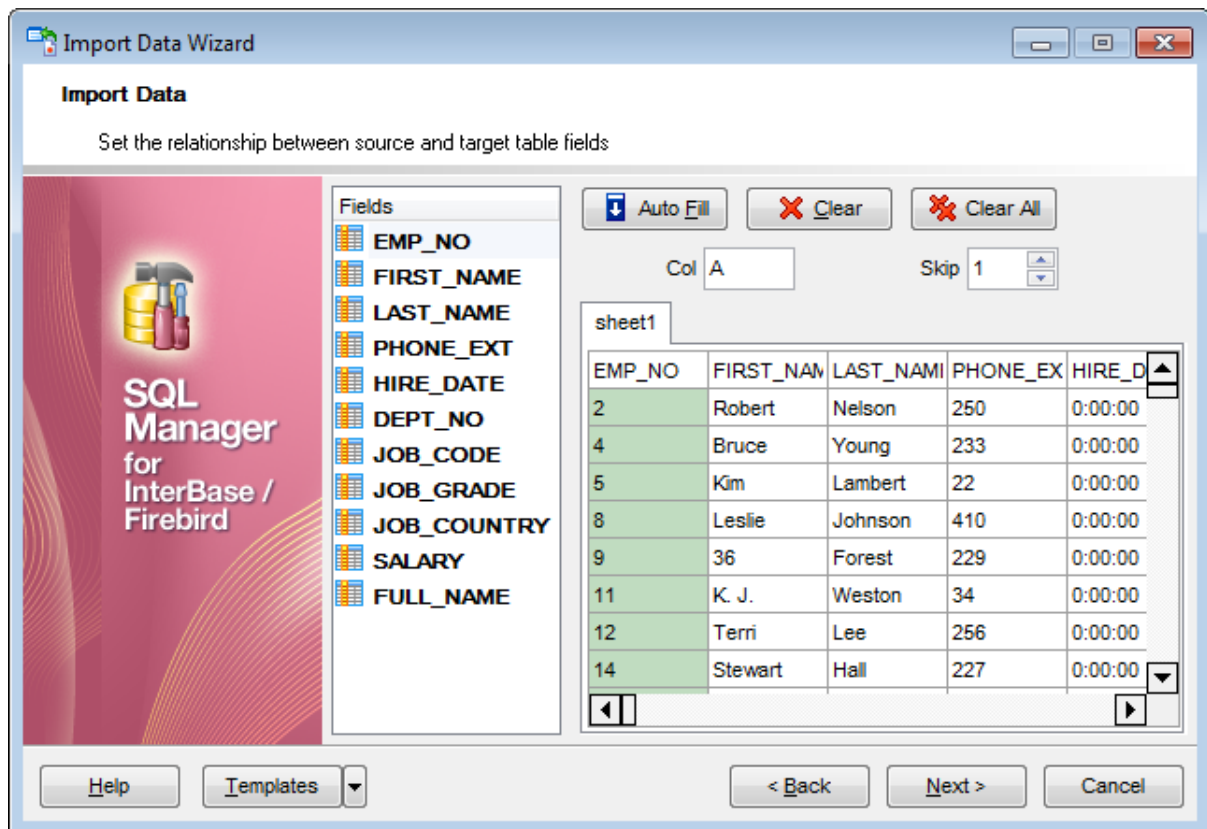 Import Data Wizard
Import Data
Set the relationship between source and target table fields
SQL
Manager
for
InterBase /
Firebird
Fields
EMP_NO
FIRST_NAME
LAST_NAME
PHONE_EXT
HIRE_DATE
DEPT_NO
JOB_CODE
JOB_GRADE
JOB_COUNTRY
SALARY
FULL_NAME
Auto Fill Clear Clear All
Col A Skip 1
sheet1
EMP_NO FIRST_NAM LAST_NAMI PHONE_EX HIRE_D
2 Robert Nelson 250 0:00:00
4 Bruce Young 233 0:00:00
5 Kim Lambert 22 0:00:00
8 Leslie Johnson 410 0:00:00
9 36 Forest 229 0:00:00
11 K. J. Weston 34 0:00:00
12 Terri Lee 256 0:00:00
14 Stewart Hall 227 0:00:00
Help Templates < Back Next > Cancel